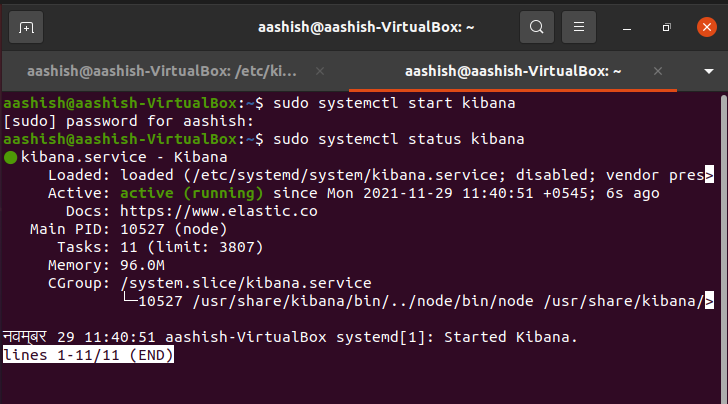 aashish@aashish-VirtualBox: ~
aashish@aashish-VirtualBox: /etc/ki...
aashish@aashish-VirtualBox: ~
aashish@aashish-VirtualBox:~$ sudo systemctl start kibana
[sudo] password for aashish:
aashish@aashish-VirtualBox:~$ sudo systemctl status kibana
● kibana.service - Kibana
Loaded: loaded (/etc/systemd/system/kibana.service; disabled; vendor pres>
Active: active (running) since Mon 2021-11-29 11:40:51 +0545; 6s ago
Docs: https://www.elastic.co
Main PID: 10527 (node)
Tasks: 11 (limit: 3807)
Memory: 96.0M
CGroup: /system.slice/kibana.service
└─10527 /usr/share/kibana/bin/../node/bin/node /usr/share/kibana/>
नवम्बर 29 11:40:51 aashish-VirtualBox systemd[1]: Started Kibana.
lines 1-11/11 (END)